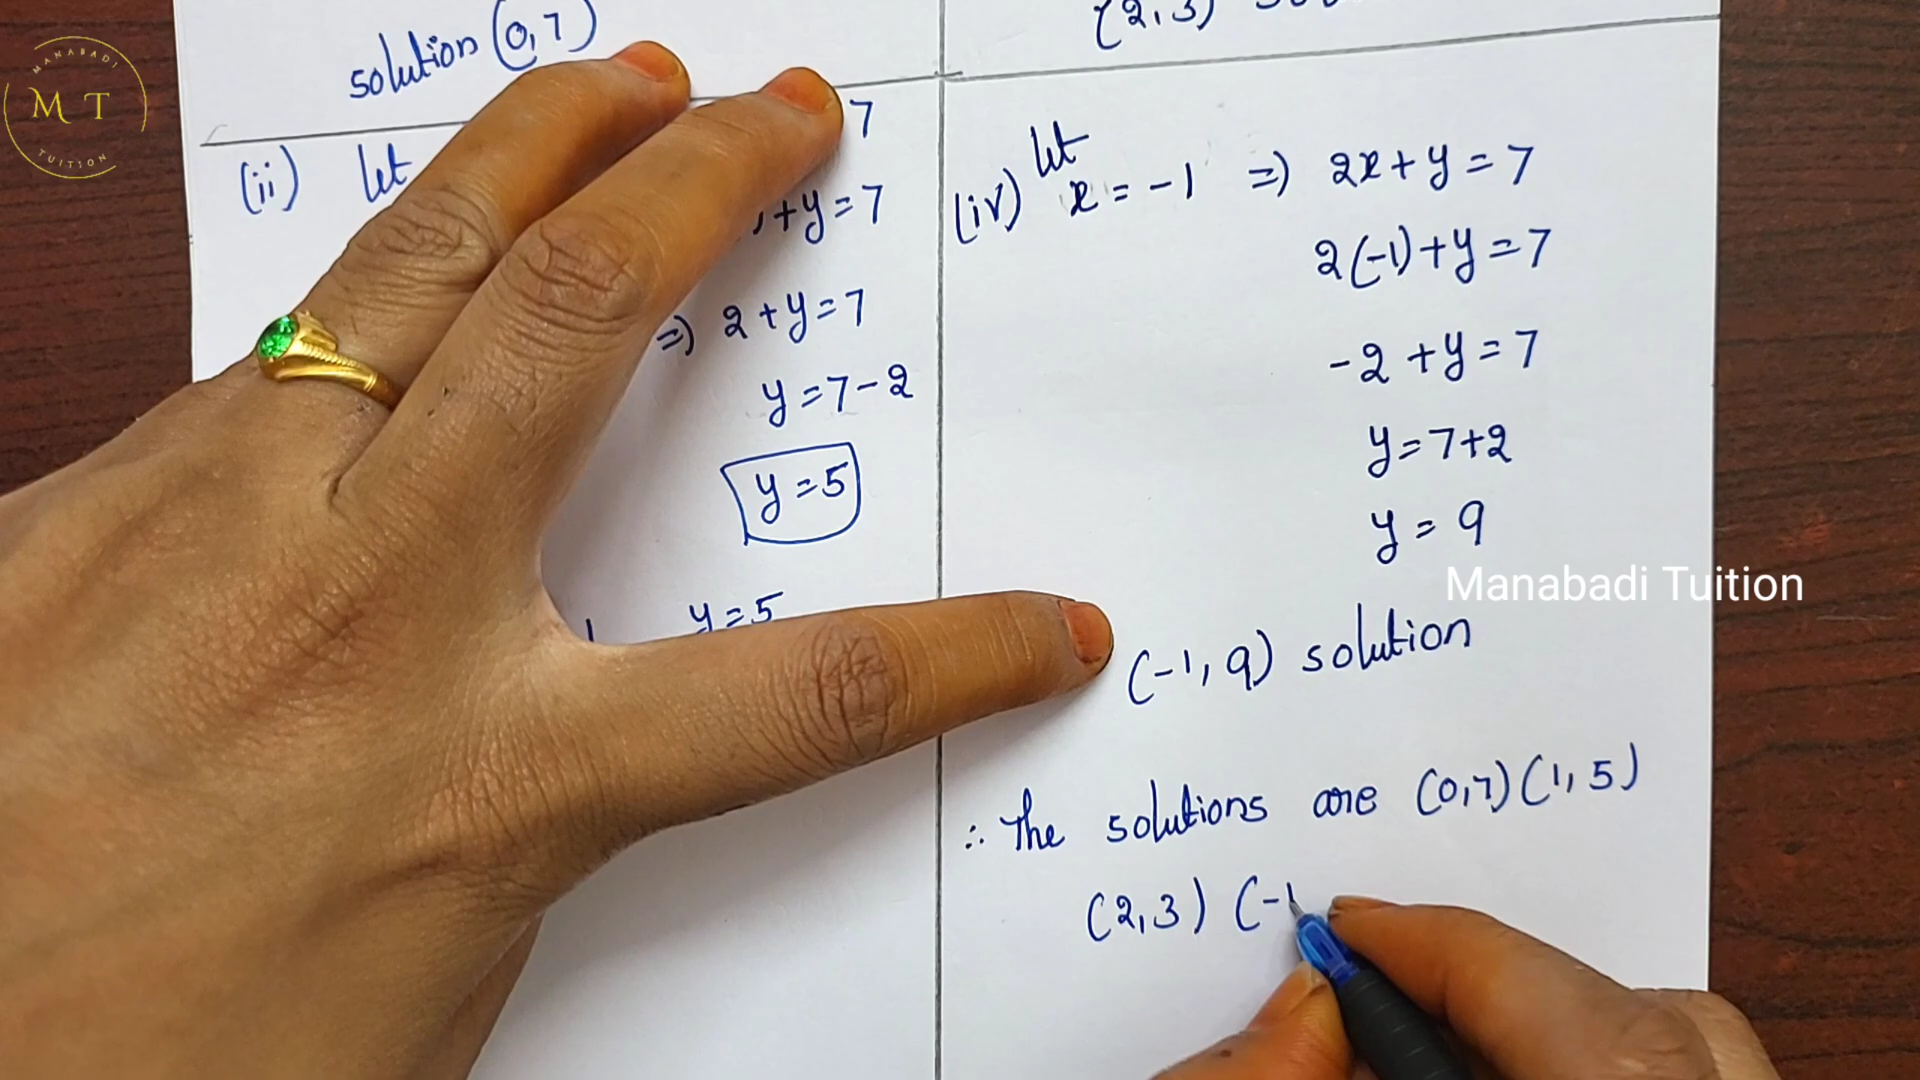 MANABADI
M T
TUITION
solution (0,7)
(2,3)
(ii) let
7
+y=7
=) 2+y=7
y=7-2
y=5
y=5
let
(iv) x=-1 =) 2x+y=7
2(-1)+y=7
-2+y=7
y=7+2
y=9
Manabadi Tuition
(-1,9) solution
∴ The solutions are (0,7)(1,5)
(2,3) (-1